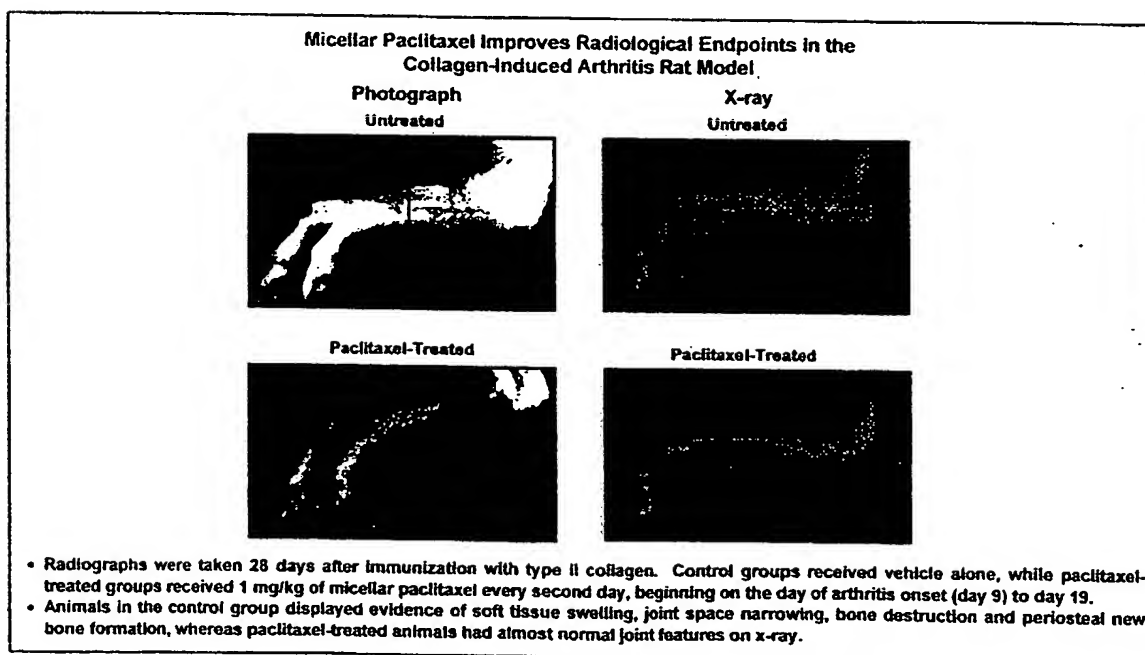 Micellar Paclitaxel Improves Radiological Endpoints in the
Collagen-Induced Arthritis Rat Model
Photograph
X-ray
Untreated
Untreated
Paclitaxel-Treated
Paclitaxel-Treated
• Radiographs were taken 28 days after immunization with type II collagen. Control groups received vehicle alone, while paclitaxel-
treated groups received 1 mg/kg of micellar paclitaxel every second day, beginning on the day of arthritis onset (day 9) to day 19.
• Animals in the control group displayed evidence of soft tissue swelling, joint space narrowing, bone destruction and periosteal new
bone formation, whereas paclitaxel-treated animals had almost normal joint features on x-ray.